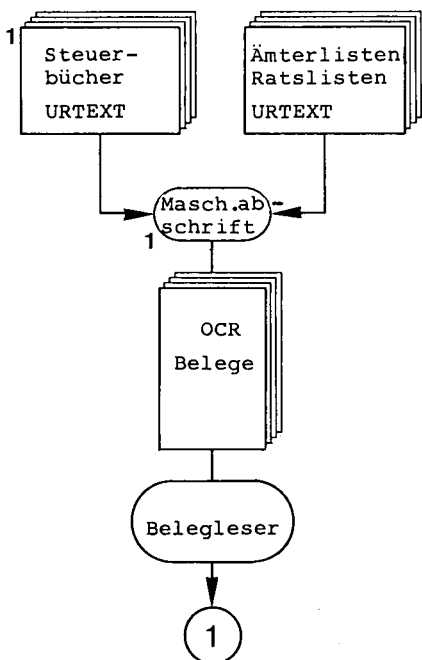 1
Steuer-
bücher
URTEXT
Ämterlisten
Ratslisten
URTEXT
Masch.ab-
schrift
1
OCR
Belege
Belegleser
1